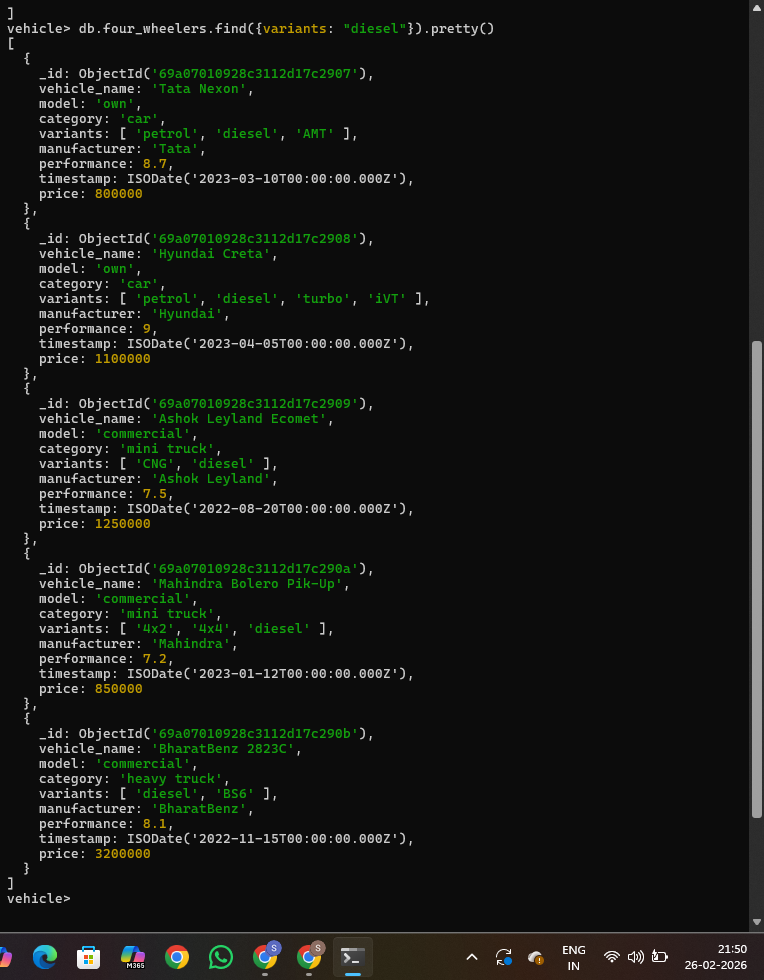 ]
vehicle> db.four_wheelers.find({variants: "diesel"}).pretty()
[
  {
    _id: ObjectId('69a07010928c3112d17c2907'),
    vehicle_name: 'Tata Nexon',
    model: 'own',
    category: 'car',
    variants: [ 'petrol', 'diesel', 'AMT' ],
    manufacturer: 'Tata',
    performance: 8.7,
    timestamp: ISODate('2023-03-10T00:00:00.000Z'),
    price: 800000
  },
  {
    _id: ObjectId('69a07010928c3112d17c2908'),
    vehicle_name: 'Hyundai Creta',
    model: 'own',
    category: 'car',
    variants: [ 'petrol', 'diesel', 'turbo', 'iVT' ],
    manufacturer: 'Hyundai',
    performance: 9,
    timestamp: ISODate('2023-04-05T00:00:00.000Z'),
    price: 1100000
  },
  {
    _id: ObjectId('69a07010928c3112d17c2909'),
    vehicle_name: 'Ashok Leyland Ecomet',
    model: 'commercial',
    category: 'mini truck',
    variants: [ 'CNG', 'diesel' ],
    manufacturer: 'Ashok Leyland',
    performance: 7.5,
    timestamp: ISODate('2022-08-20T00:00:00.000Z'),
    price: 1250000
  },
  {
    _id: ObjectId('69a07010928c3112d17c290a'),
    vehicle_name: 'Mahindra Bolero Pik-Up',
    model: 'commercial',
    category: 'mini truck',
    variants: [ '4x2', '4x4', 'diesel' ],
    manufacturer: 'Mahindra',
    performance: 7.2,
    timestamp: ISODate('2023-01-12T00:00:00.000Z'),
    price: 850000
  },
  {
    _id: ObjectId('69a07010928c3112d17c290b'),
    vehicle_name: 'BharatBenz 2823C',
    model: 'commercial',
    category: 'heavy truck',
    variants: [ 'diesel', 'BS6' ],
    manufacturer: 'BharatBenz',
    performance: 8.1,
    timestamp: ISODate('2022-11-15T00:00:00.000Z'),
    price: 3200000
  }
]
vehicle>
M365
S
S
ENG
IN
21:50
26-02-2026